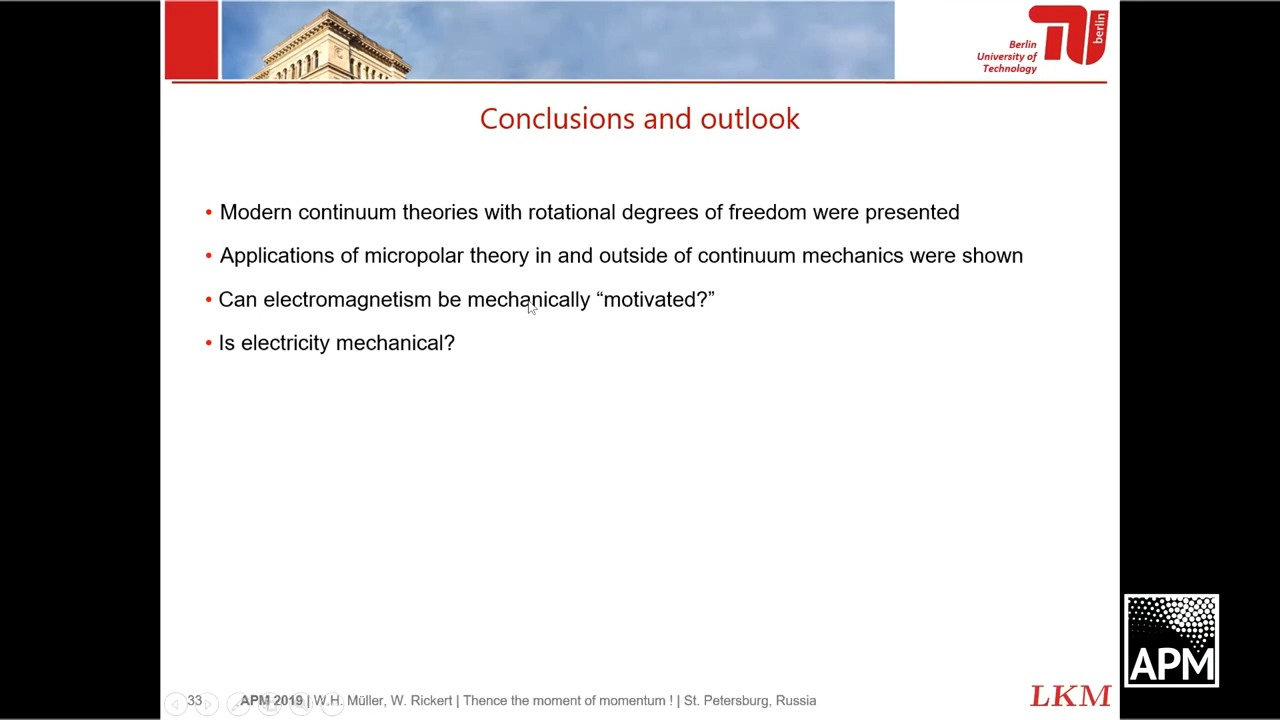 Berlin
University of
Technology
berlin
Conclusions and outlook
• Modern continuum theories with rotational degrees of freedom were presented
• Applications of micropolar theory in and outside of continuum mechanics were shown
• Can electromagnetism be mechanically “motivated?”
• Is electricity mechanical?
33 APM 2019 | W.H. Müller, W. Rickert | Thence the moment of momentum ! | St. Petersburg, Russia
LKM
APM